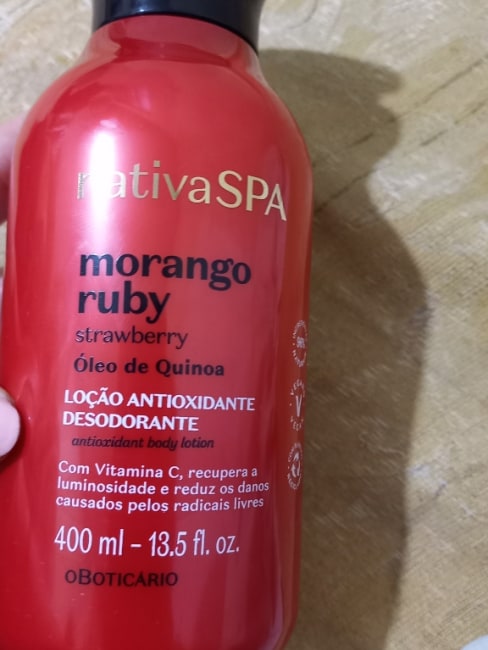 nativaSPA
morango
ruby
strawberry
Óleo de Quinoa
LOÇÃO ANTIOXIDANTE
DESODORANTE
antioxidant body lotion
Com Vitamina C, recupera a
luminosidade e reduz os danos
causados pelos radicais livres
400 ml – 13.5 fl. oz.
oBOTICÁRIO